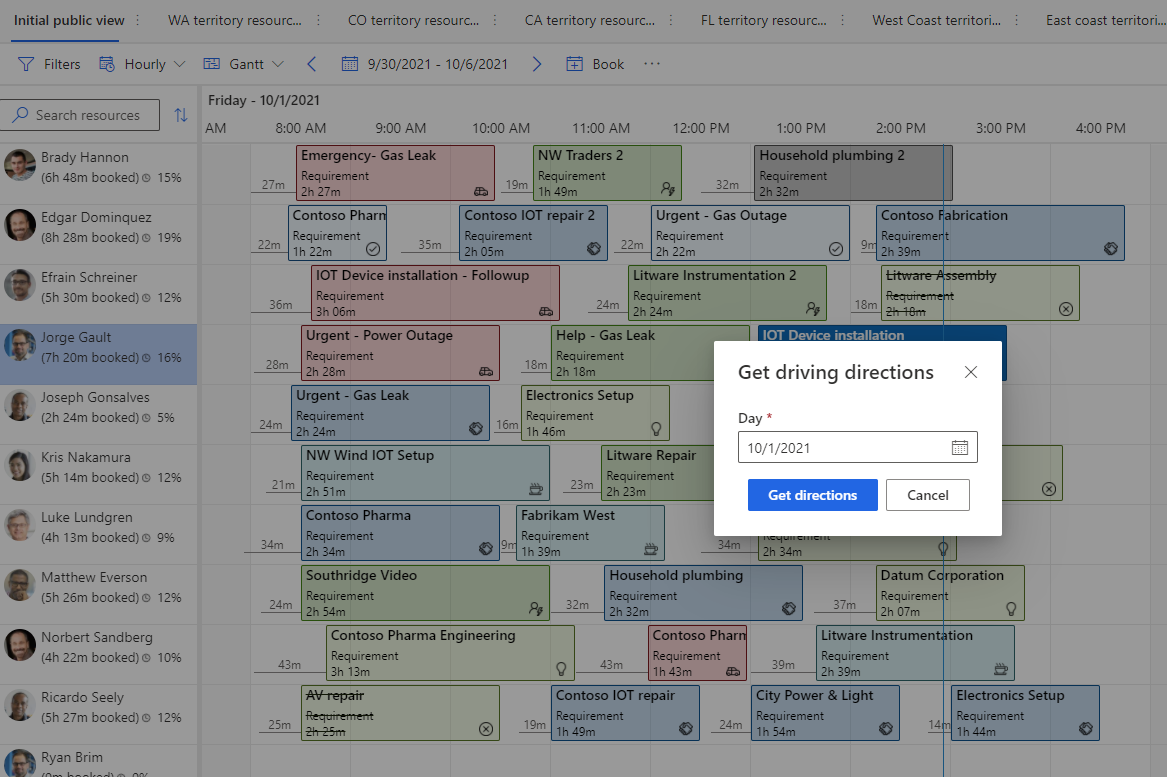 Initial public view
WA territory resourc...
CO territory resourc...
CA territory resourc...
FL territory resourc...
West Coast territori...
East coast territori...
Filters
Hourly
Gantt
9/30/2021 - 10/6/2021
Book
Search resources
Friday - 10/1/2021
AM
8:00 AM
9:00 AM
10:00 AM
11:00 AM
12:00 PM
1:00 PM
2:00 PM
3:00 PM
4:00 PM
Brady Hannon
(6h 48m booked) 15%
27m
Emergency- Gas Leak
Requirement
2h 27m
19m
NW Traders 2
Requirement
1h 49m
32m
Household plumbing 2
Requirement
2h 32m
Edgar Dominquez
(8h 28m booked) 19%
22m
Contoso Pharm
Requirement
1h 22m
35m
Contoso IOT repair 2
Requirement
2h 05m
22m
Urgent - Gas Outage
Requirement
2h 22m
9m
Contoso Fabrication
Requirement
2h 39m
Efrain Schreiner
(5h 30m booked) 12%
36m
IOT Device installation - Followup
Requirement
3h 06m
24m
Litware Instrumentation 2
Requirement
2h 24m
18m
Litware Assembly
Requirement
2h 18m
Jorge Gault
(7h 20m booked) 16%
28m
Urgent - Power Outage
Requirement
2h 28m
18m
Help - Gas Leak
Requirement
2h 18m
IOT Device installation
Joseph Gonsalves
(2h 24m booked) 5%
24m
Urgent - Gas Leak
Requirement
2h 24m
16m
Electronics Setup
Requirement
1h 46m
Kris Nakamura
(5h 14m booked) 12%
21m
NW Wind IOT Setup
Requirement
2h 51m
23m
Litware Repair
Requirement
2h 23m
Luke Lundgren
(4h 13m booked) 9%
34m
Contoso Pharma
Requirement
2h 34m
9m
Fabrikam West
Requirement
1h 39m
34m
Requirement
2h 34m
Matthew Everson
(5h 26m booked) 12%
24m
Southridge Video
Requirement
2h 54m
32m
Household plumbing
Requirement
2h 32m
37m
Datum Corporation
Requirement
2h 07m
Norbert Sandberg
(4h 22m booked) 10%
43m
Contoso Pharma Engineering
Requirement
3h 13m
43m
Contoso Pharm
Requirement
1h 43m
39m
Litware Instrumentation
Requirement
2h 39m
Ricardo Seely
(5h 27m booked) 12%
25m
AV repair
Requirement
2h 25m
19m
Contoso IOT repair
Requirement
1h 49m
24m
City Power & Light
Requirement
1h 54m
14m
Electronics Setup
Requirement
1h 44m
Ryan Brim
(0m booked) 0%
Get driving directions
Day *
10/1/2021
Get directions
Cancel